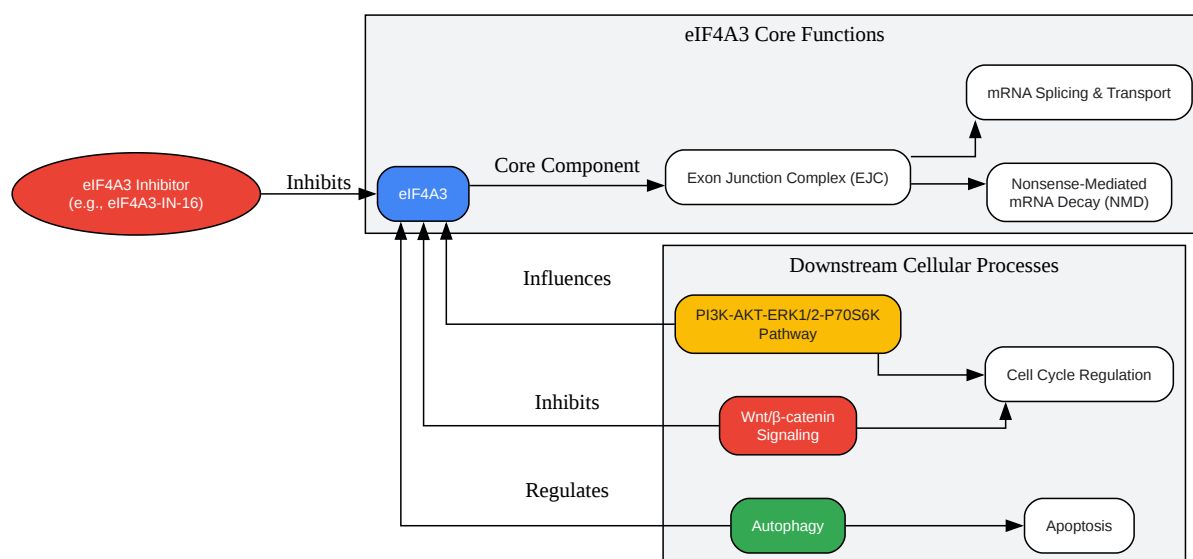 eIF4A3 Core Functions
mRNA Splicing & Transport
eIF4A3 Inhibitor
(e.g., eIF4A3-IN-16)
Inhibits
eIF4A3
Core Component
Exon Junction Complex (EJC)
Nonsense-Mediated
mRNA Decay (NMD)
Downstream Cellular Processes
Influences
PI3K-AKT-ERK1/2-P70S6K
Pathway
Cell Cycle Regulation
Inhibits
Wnt/β-catenin
Signaling
Regulates
Autophagy
Apoptosis